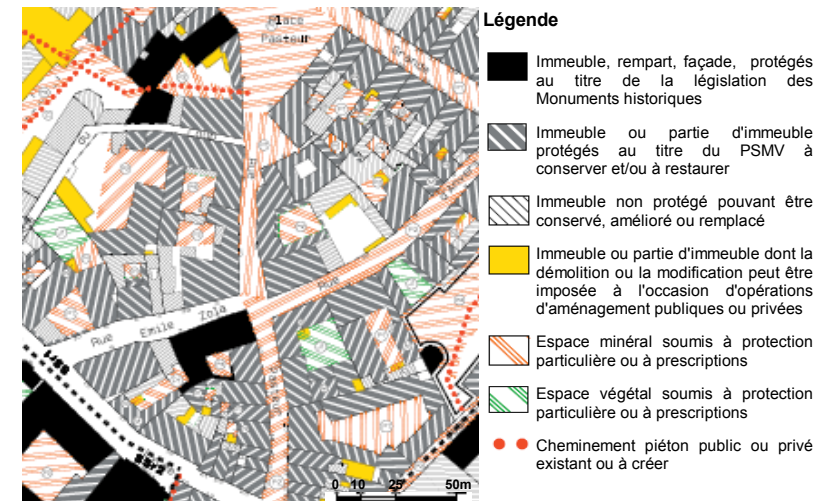 Place
Pasteur
Grande
Rue
Rue
Rue Emile Zola
0 10 25 50m
Légende
Immeuble, rempart, façade, protégés
au titre de la législation des
Monuments historiques
Immeuble ou partie d'immeuble
protégés au titre du PSMV à
conserver et/ou à restaurer
Immeuble non protégé pouvant être
conservé, amélioré ou remplacé
Immeuble ou partie d'immeuble dont la
démolition ou la modification peut être
imposée à l'occasion d'opérations
d'aménagement publiques ou privées
Espace minéral soumis à protection
particulière ou à prescriptions
Espace végétal soumis à protection
particulière ou à prescriptions
Cheminement piéton public ou privé
existant ou à créer